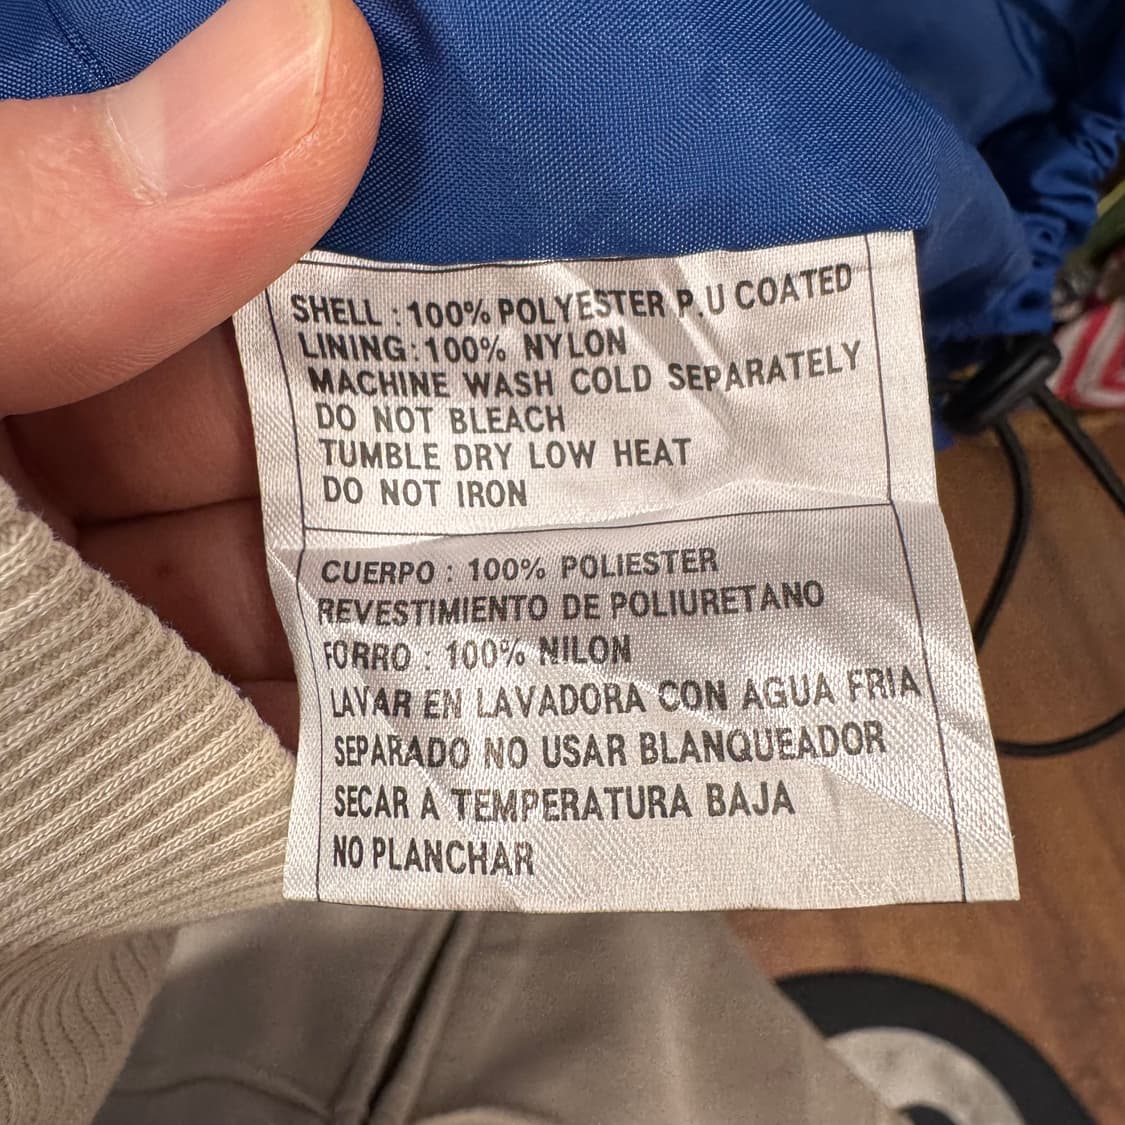 SHELL : 100% POLYESTER P.U COATED
LINING : 100% NYLON
MACHINE WASH COLD SEPARATELY
DO NOT BLEACH
TUMBLE DRY LOW HEAT
DO NOT IRON
CUERPO : 100% POLIESTER
REVESTIMIENTO DE POLIURETANO
FORRO : 100% NILON
LAVAR EN LAVADORA CON AGUA FRIA
SEPARADO NO USAR BLANQUEADOR
SECAR A TEMPERATURA BAJA
NO PLANCHAR